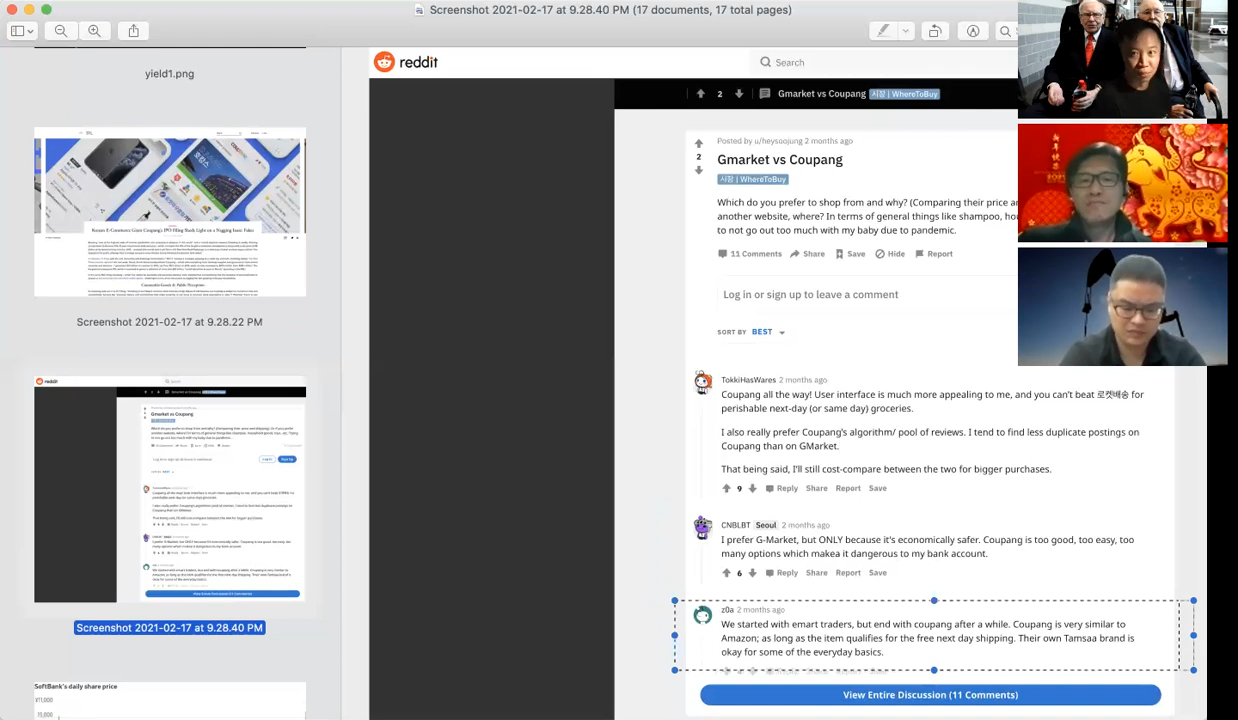 Screenshot 2021-02-17 at 9.28.40 PM (17 documents, 17 total pages)
yield1.png
Screenshot 2021-02-17 at 9.28.22 PM
Screenshot 2021-02-17 at 9.28.40 PM
SoftBank's daily share price
¥11,000
10,000
reddit
Search
2
Gmarket vs Coupang
시장 | WhereToBuy
Posted by u/heysoojung 2 months ago
2
Gmarket vs Coupang
시장 | WhereToBuy
Which do you prefer to shop from and why? (Comparing their price an
another website, where? In terms of general things like shampoo, hou
to not go out too much with my baby due to pandemic.
11 Comments Share Save Hide Report
Log in or sign up to leave a comment
SORT BY BEST
TokkiHasWares 2 months ago
Coupang all the way! User interface is much more appealing to me, and you can't beat 로켓배송 for
perishable next-day (or same day) groceries.
I also really prefer Coupang's algorithm/ pool of reviews. I tend to find less duplicate postings on
Coupang than on GMarket.
That being said, I'll still cost-compare between the two for bigger purchases.
9 Reply Share Report Save
CNBLBT Seoul 2 months ago
I prefer G-Market, but ONLY because it's economically safer. Coupang is too good, too easy, too
many options which makea it dangerous to my bank account.
6 Reply Share Report Save
z0a 2 months ago
We started with emart traders, but end with coupang after a while. Coupang is very similar to
Amazon; as long as the item qualifies for the free next day shipping. Their own Tamsaa brand is
okay for some of the everyday basics.
View Entire Discussion (11 Comments)